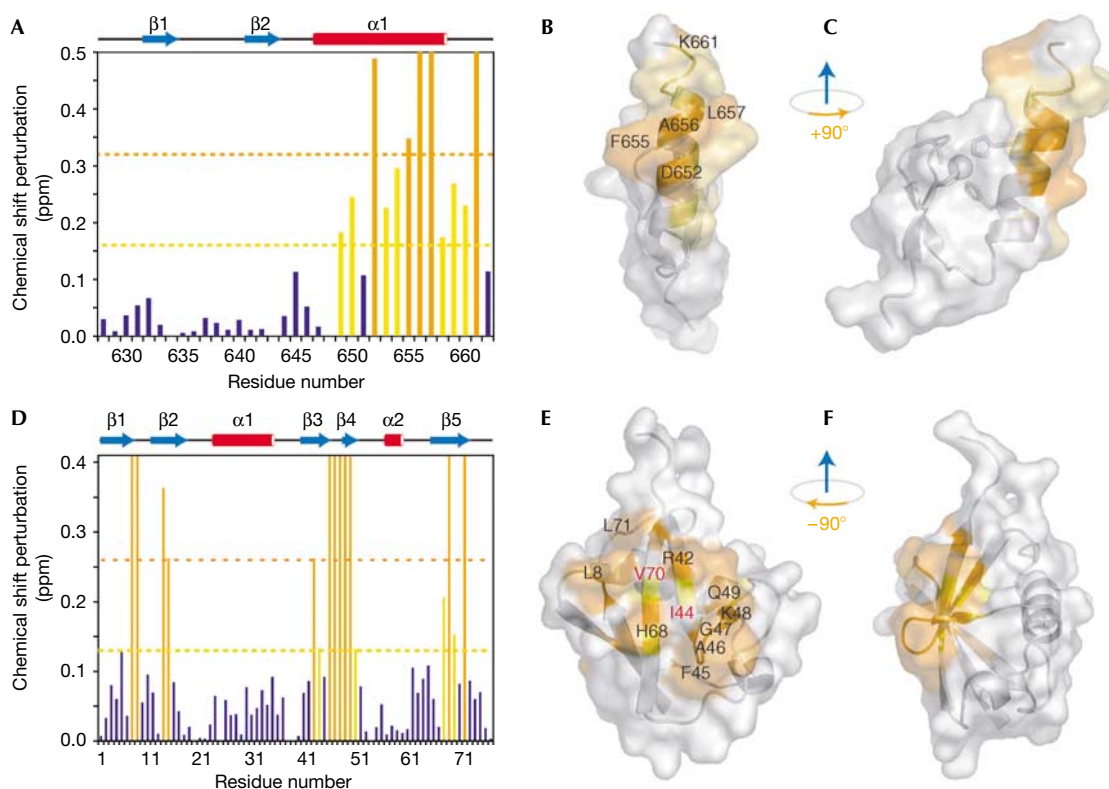 A
β1 β2 α1
Chemical shift perturbation
(ppm)
0.5
0.4
0.3
0.2
0.1
0.0
630 635 640 645 650 655 660
Residue number
B
K661
L657
A656
F655
D652
+90°
C
D
β1 β2 α1 β3 β4 α2 β5
Chemical shift perturbation
(ppm)
0.4
0.3
0.2
0.1
0.0
1 11 21 31 41 51 61 71
Residue number
E
L71
R42
L8
V70
Q49
I44
K48
H68
G47
A46
F45
−90°
F